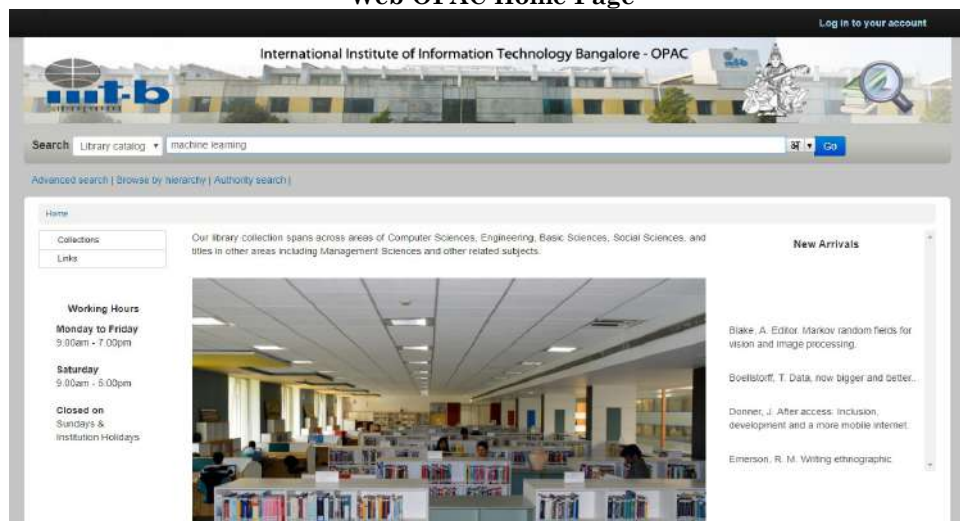 Web OPAC Home Page
Log in to your account
International Institute of Information Technology Bangalore - OPAC
iiit-b
Search Library catalog machine learning अ Go
Advanced search | Browse by hierarchy | Authority search |
Home
Collections
Links
Working Hours
Monday to Friday
9:00am - 7:00pm
Saturday
9:00am - 5:00pm
Closed on
Sundays &
Institution Holidays
Our library collection spans across areas of Computer Sciences, Engineering, Basic Sciences, Social Sciences, and
titles in other areas including Management Sciences and other related subjects.
New Arrivals
Blake, A. Editor. Markov random fields for
vision and image processing.
Boellstorff, T. Data, now bigger and better..
Donner, J. After access: Inclusion,
development and a more mobile internet.
Emerson, R. M. Writing ethnographic